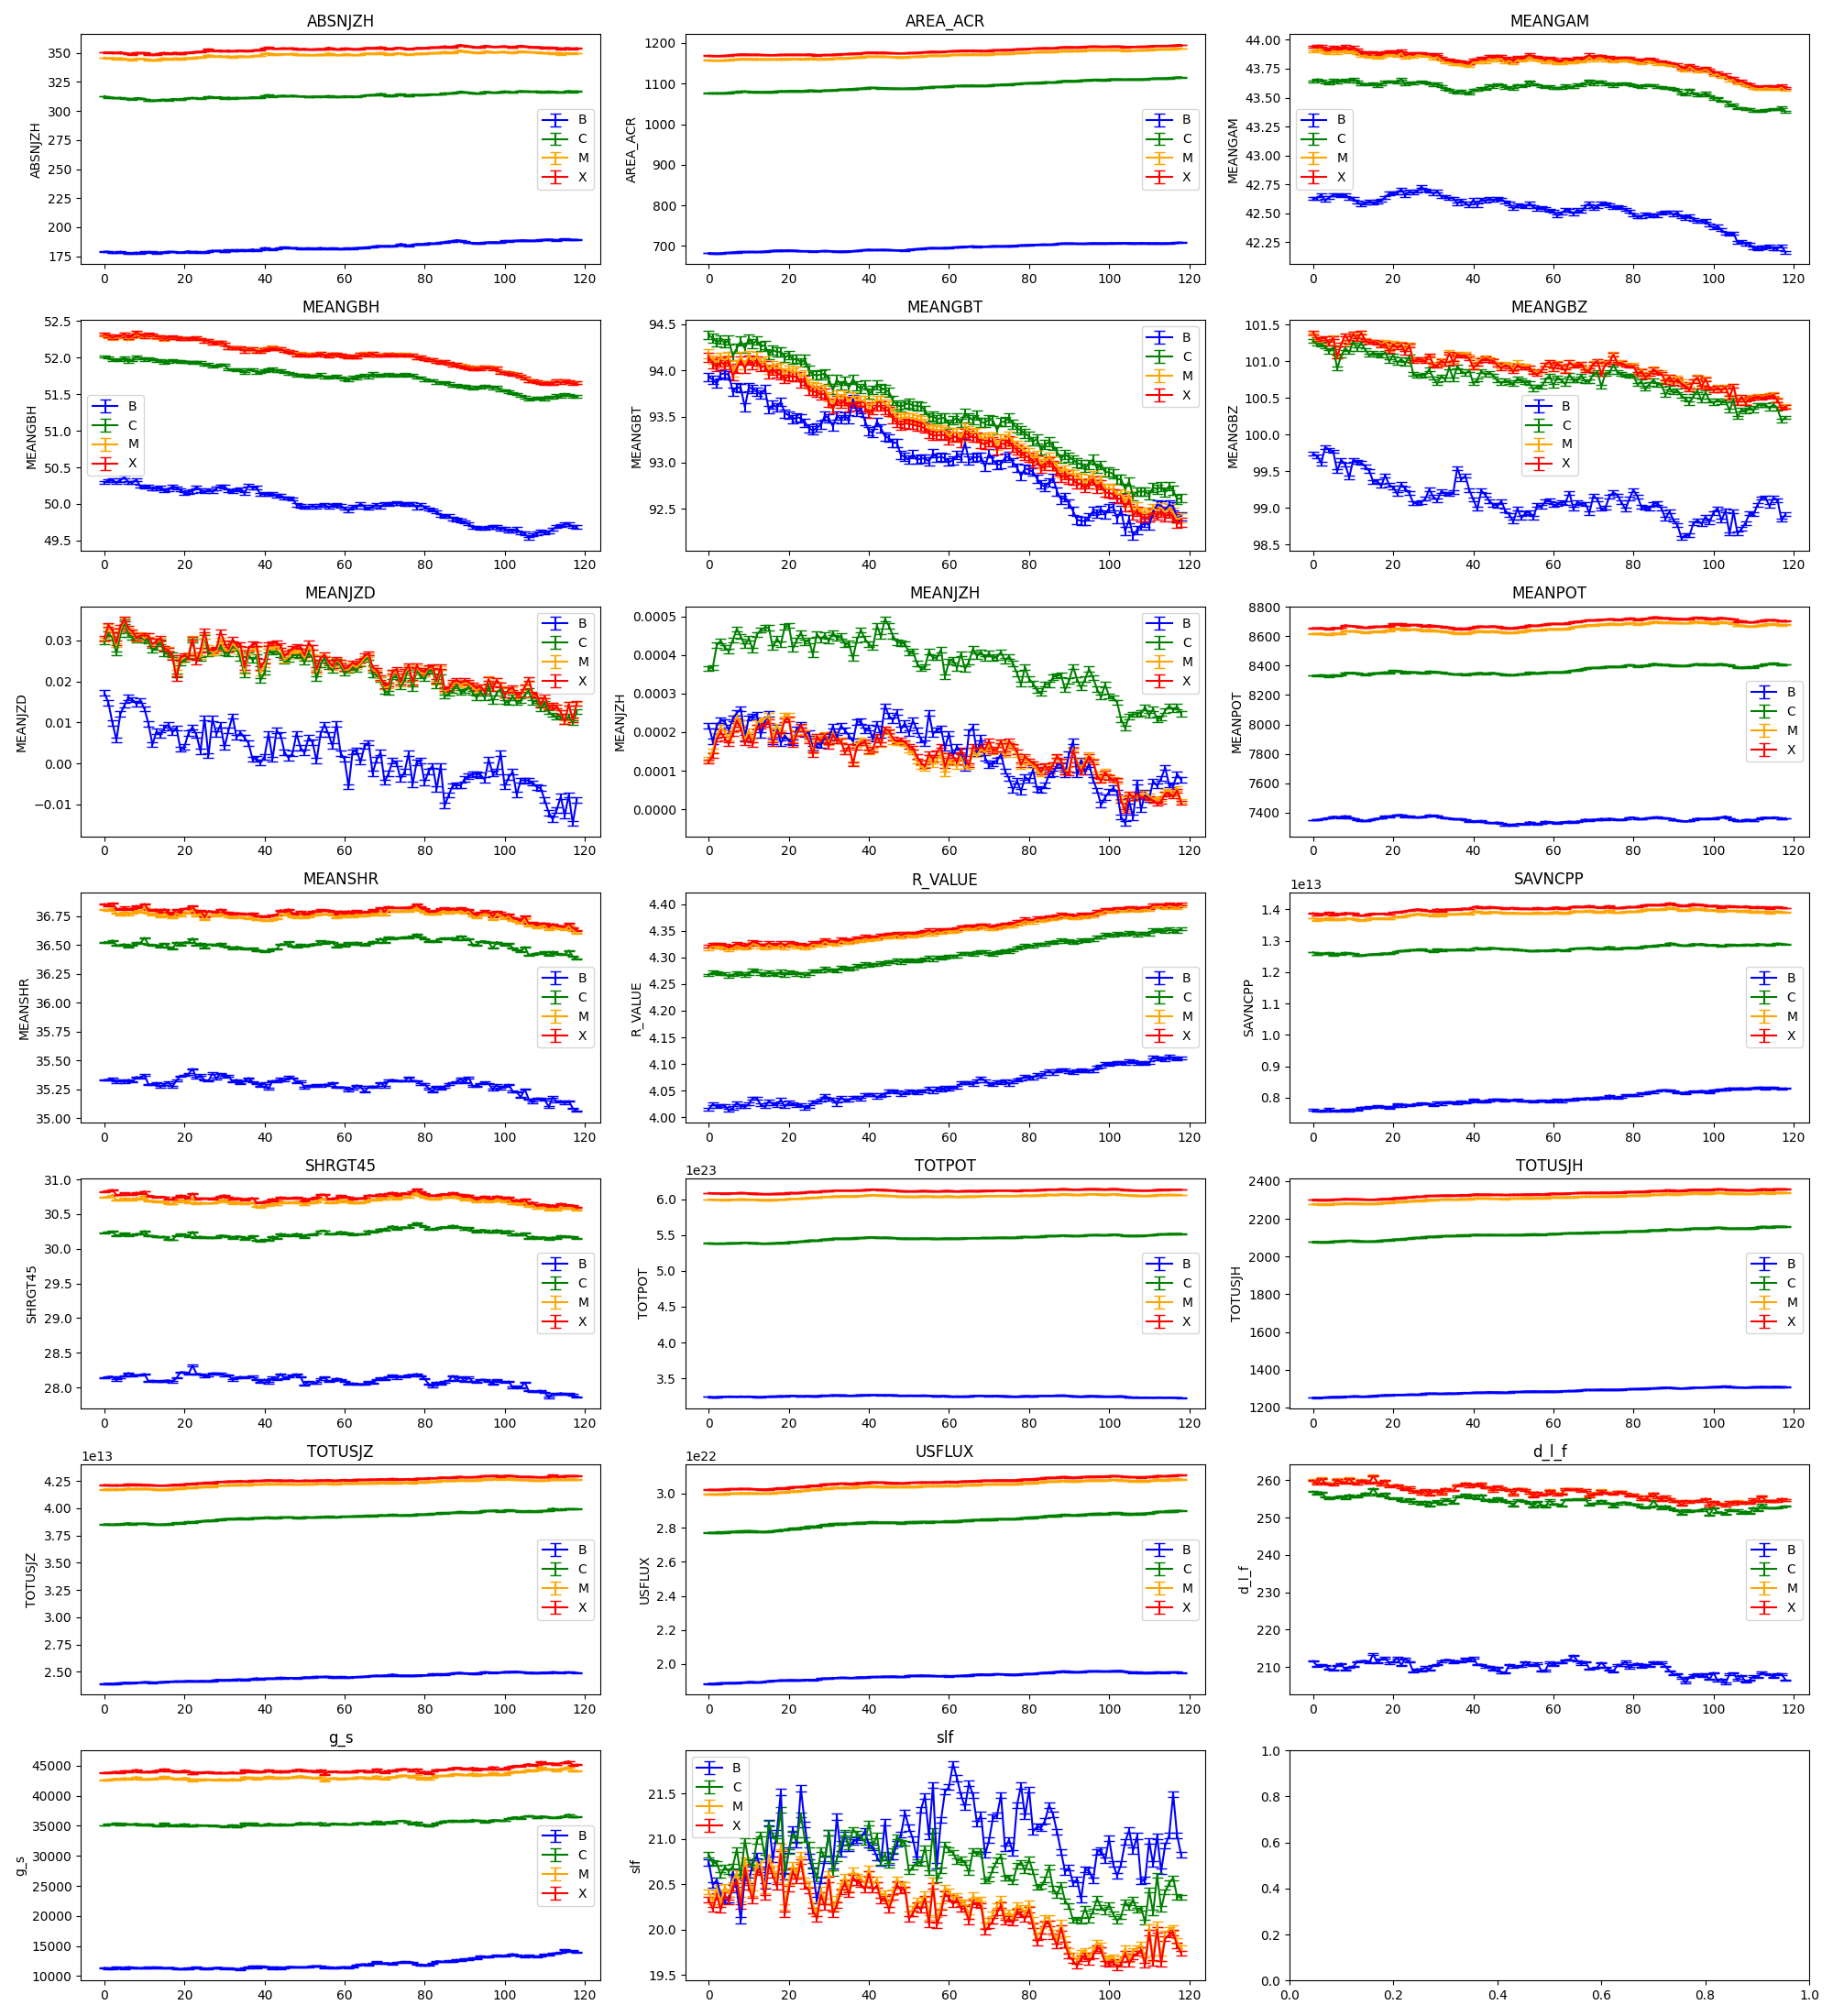 ABSNJZH
ABSNJZH
350
325
300
275
250
225
200
175
B
C
M
X
0 20 40 60 80 100 120
AREA_ACR
AREA_ACR
1200
1100
1000
900
800
700
B
C
M
X
0 20 40 60 80 100 120
MEANGAM
MEANGAM
44.00
43.75
43.50
43.25
43.00
42.75
42.50
42.25
B
C
M
X
0 20 40 60 80 100 120
MEANGBH
MEANGBH
52.5
52.0
51.5
51.0
50.5
50.0
49.5
B
C
M
X
0 20 40 60 80 100 120
MEANGBT
MEANGBT
94.5
94.0
93.5
93.0
92.5
B
C
M
X
0 20 40 60 80 100 120
MEANGBZ
MEANGBZ
101.5
101.0
100.5
100.0
99.5
99.0
98.5
B
C
M
X
0 20 40 60 80 100 120
MEANJZD
MEANJZD
0.03
0.02
0.01
0.00
−0.01
B
C
M
X
0 20 40 60 80 100 120
MEANJZH
MEANJZH
0.0005
0.0004
0.0003
0.0002
0.0001
0.0000
B
C
M
X
0 20 40 60 80 100 120
MEANPOT
MEANPOT
8800
8600
8400
8200
8000
7800
7600
7400
B
C
M
X
0 20 40 60 80 100 120
MEANSHR
MEANSHR
36.75
36.50
36.25
36.00
35.75
35.50
35.25
35.00
B
C
M
X
0 20 40 60 80 100 120
R_VALUE
R_VALUE
4.40
4.35
4.30
4.25
4.20
4.15
4.10
4.05
4.00
B
C
M
X
0 20 40 60 80 100 120
SAVNCPP
1e13
SAVNCPP
1.4
1.3
1.2
1.1
1.0
0.9
0.8
B
C
M
X
0 20 40 60 80 100 120
SHRGT45
SHRGT45
31.0
30.5
30.0
29.5
29.0
28.5
28.0
B
C
M
X
0 20 40 60 80 100 120
TOTPOT
1e23
TOTPOT
6.0
5.5
5.0
4.5
4.0
3.5
B
C
M
X
0 20 40 60 80 100 120
TOTUSJH
TOTUSJH
2400
2200
2000
1800
1600
1400
1200
B
C
M
X
0 20 40 60 80 100 120
TOTUSJZ
1e13
TOTUSJZ
4.25
4.00
3.75
3.50
3.25
3.00
2.75
2.50
B
C
M
X
0 20 40 60 80 100 120
USFLUX
1e22
USFLUX
3.0
2.8
2.6
2.4
2.2
2.0
B
C
M
X
0 20 40 60 80 100 120
d_l_f
d_l_f
260
250
240
230
220
210
B
C
M
X
0 20 40 60 80 100 120
g_s
g_s
45000
40000
35000
30000
25000
20000
15000
10000
B
C
M
X
0 20 40 60 80 100 120
slf
slf
21.5
21.0
20.5
20.0
19.5
B
C
M
X
0 20 40 60 80 100 120
1.0
0.8
0.6
0.4
0.2
0.0
0.0 0.2 0.4 0.6 0.8 1.0